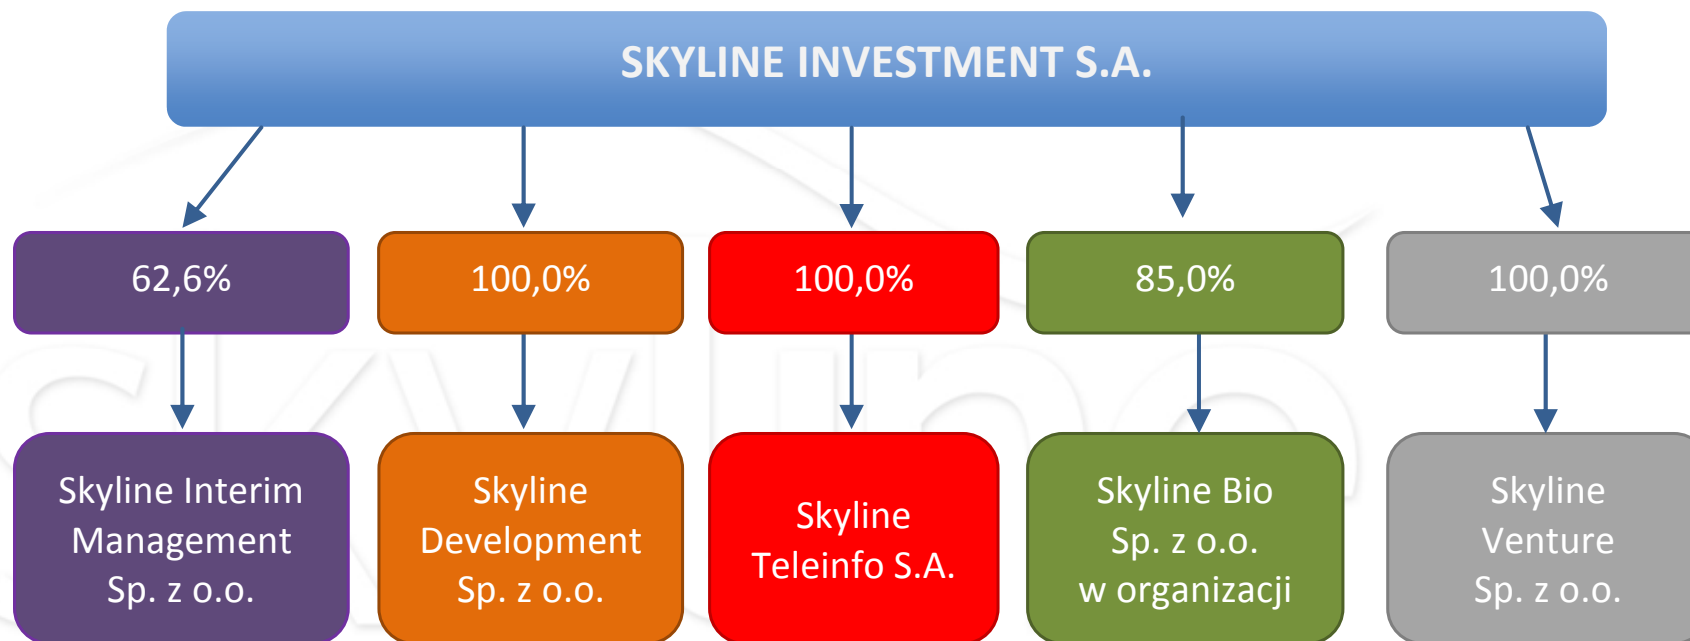 SKYLINE INVESTMENT S.A.
62,6%
100,0%
100,0%
85,0%
100,0%
Skyline Interim
Management
Sp. z o.o.
Skyline
Development
Sp. z o.o.
Skyline
Teleinfo S.A.
Skyline Bio
Sp. z o.o.
w organizacji
Skyline
Venture
Sp. z o.o.
skyline